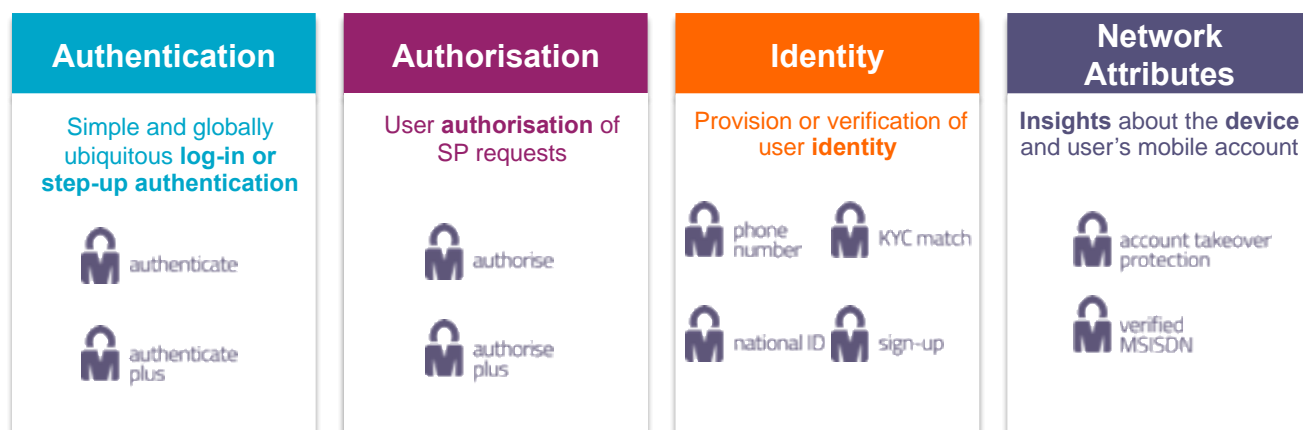 Authentication
Simple and globally
ubiquitous log-in or
step-up authentication
authenticate
authenticate
plus
Authorisation
User authorisation of
SP requests
authorise
authorise
plus
Identity
Provision or verification of
user identity
phone
number
KYC match
national ID
sign-up
Network
Attributes
Insights about the device
and user's mobile account
account takeover
protection
verified
MSISDN